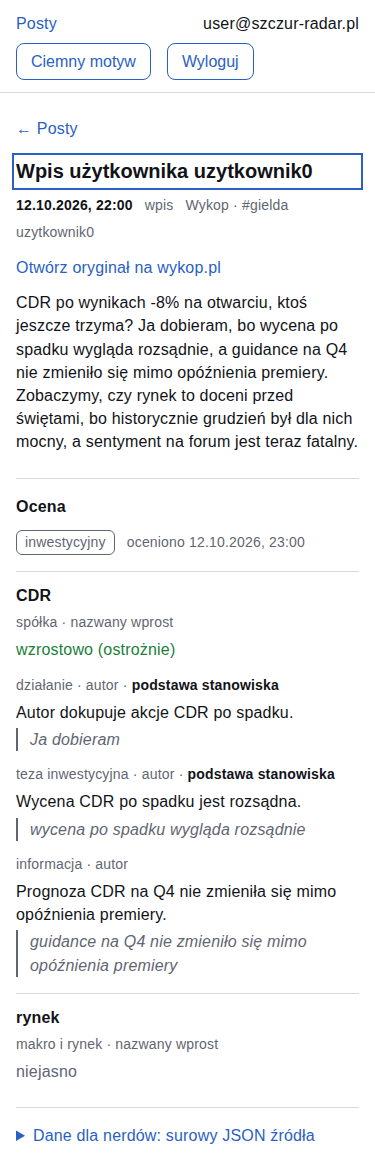 Posty
user@szczur-radar.pl
Ciemny motyw
Wyloguj
← Posty
Wpis użytkownika uzytkownik0
12.10.2026, 22:00 wpis Wykop · #gielda
uzytkownik0
Otwórz oryginał na wykop.pl
CDR po wynikach -8% na otwarciu, ktoś
jeszcze trzyma? Ja dobieram, bo wycena po
spadku wygląda rozsądnie, a guidance na Q4
nie zmieniło się mimo opóźnienia premiery.
Zobaczymy, czy rynek to doceni przed
świętami, bo historycznie grudzień był dla nich
mocny, a sentyment na forum jest teraz fatalny.
Ocena
inwestycyjny oceniono 12.10.2026, 23:00
CDR
spółka · nazwany wprost
wzrostowo (ostrożnie)
działanie · autor · podstawa stanowiska
Autor dokupuje akcje CDR po spadku.
Ja dobieram
teza inwestycyjna · autor · podstawa stanowiska
Wycena CDR po spadku jest rozsądna.
wycena po spadku wygląda rozsądnie
informacja · autor
Prognoza CDR na Q4 nie zmieniła się mimo
opóźnienia premiery.
guidance na Q4 nie zmieniło się mimo
opóźnienia premiery
rynek
makro i rynek · nazwany wprost
niejasno
Dane dla nerdów: surowy JSON źródła